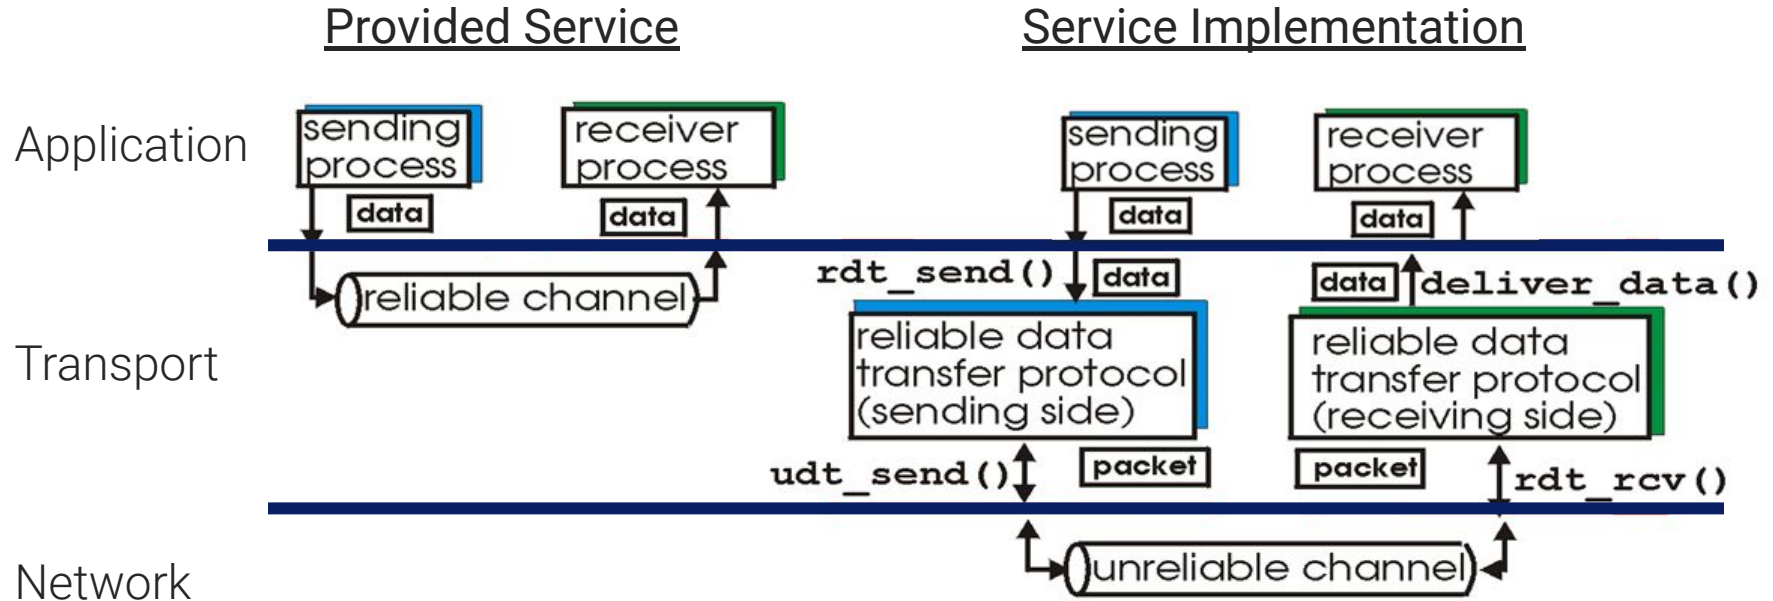 Provided Service
Service Implementation
Application
sending
process
receiver
process
sending
process
receiver
process
data
data
data
data
rdt_send()
data
data
deliver_data()
reliable channel
Transport
reliable data
transfer protocol
(sending side)
reliable data
transfer protocol
(receiving side)
udt_send()
packet
packet
rdt_rcv()
unreliable channel
Network